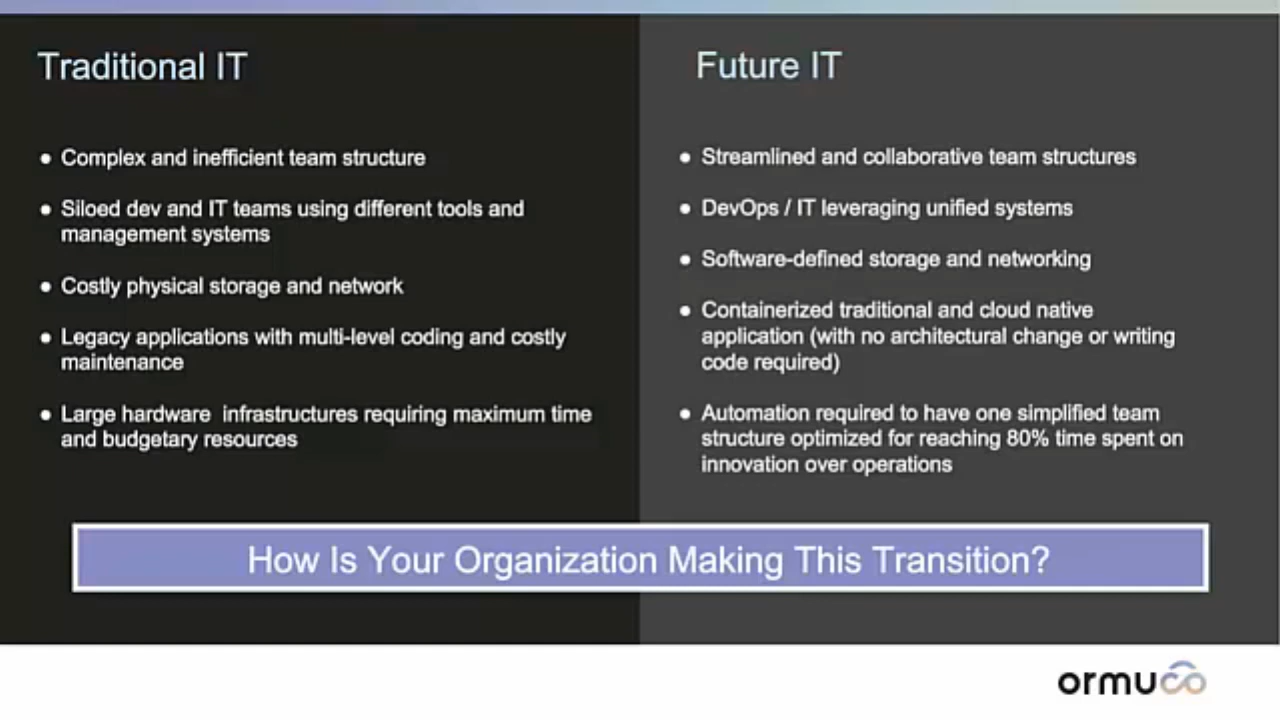 Traditional IT
● Complex and inefficient team structure
● Siloed dev and IT teams using different tools and
management systems
● Costly physical storage and network
● Legacy applications with multi-level coding and costly
maintenance
● Large hardware  infrastructures requiring maximum time
and budgetary resources
Future IT
● Streamlined and collaborative team structures
● DevOps / IT leveraging unified systems
● Software-defined storage and networking
● Containerized traditional and cloud native
application (with no architectural change or writing
code required)
● Automation required to have one simplified team
structure optimized for reaching 80% time spent on
innovation over operations
How Is Your Organization Making This Transition?
ormuco